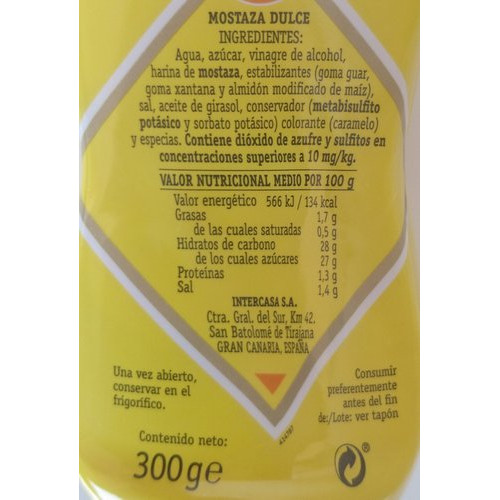 MOSTAZA DULCE
INGREDIENTES:
Agua, azúcar, vinagre de alcohol,
harina de mostaza, estabilizantes (goma guar,
goma xantana y almidón modificado de maíz),
sal, aceite de girasol, conservador (metabisulfito
potásico y sorbato potásico) colorante (caramelo)
y especias. Contiene dióxido de azufre y sulfitos en
concentraciones superiores a 10 mg/kg.
VALOR NUTRICIONAL MEDIO POR 100 g
Valor energético 566 kJ / 134 kcal
Grasas 1,7 g
de las cuales saturadas 0,5 g
Hidratos de carbono 28 g
de los cuales azúcares 27 g
Proteínas 1,3 g
Sal 1,4 g
INTERCASA S.A.
Ctra. Gral. del Sur, Km 42.
San Batolomé de Tirajana
GRAN CANARIA, ESPAÑA
Una vez abierto,
conservar en el
frigorífico.
Consumir
preferentemente
antes del fin
de:/Lote: ver tapón
Contenido neto:
300 g e
®